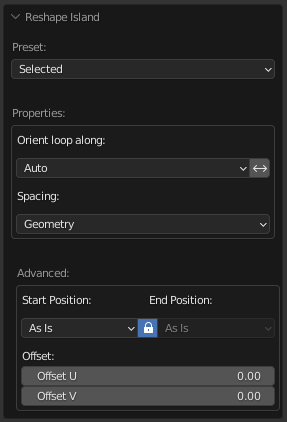 Reshape Island
Preset:
Selected
Properties:
Orient loop along:
Auto
Spacing:
Geometry
Advanced:
Start Position: End Position:
As Is As Is
Offset:
Offset U 0.00
Offset V 0.00